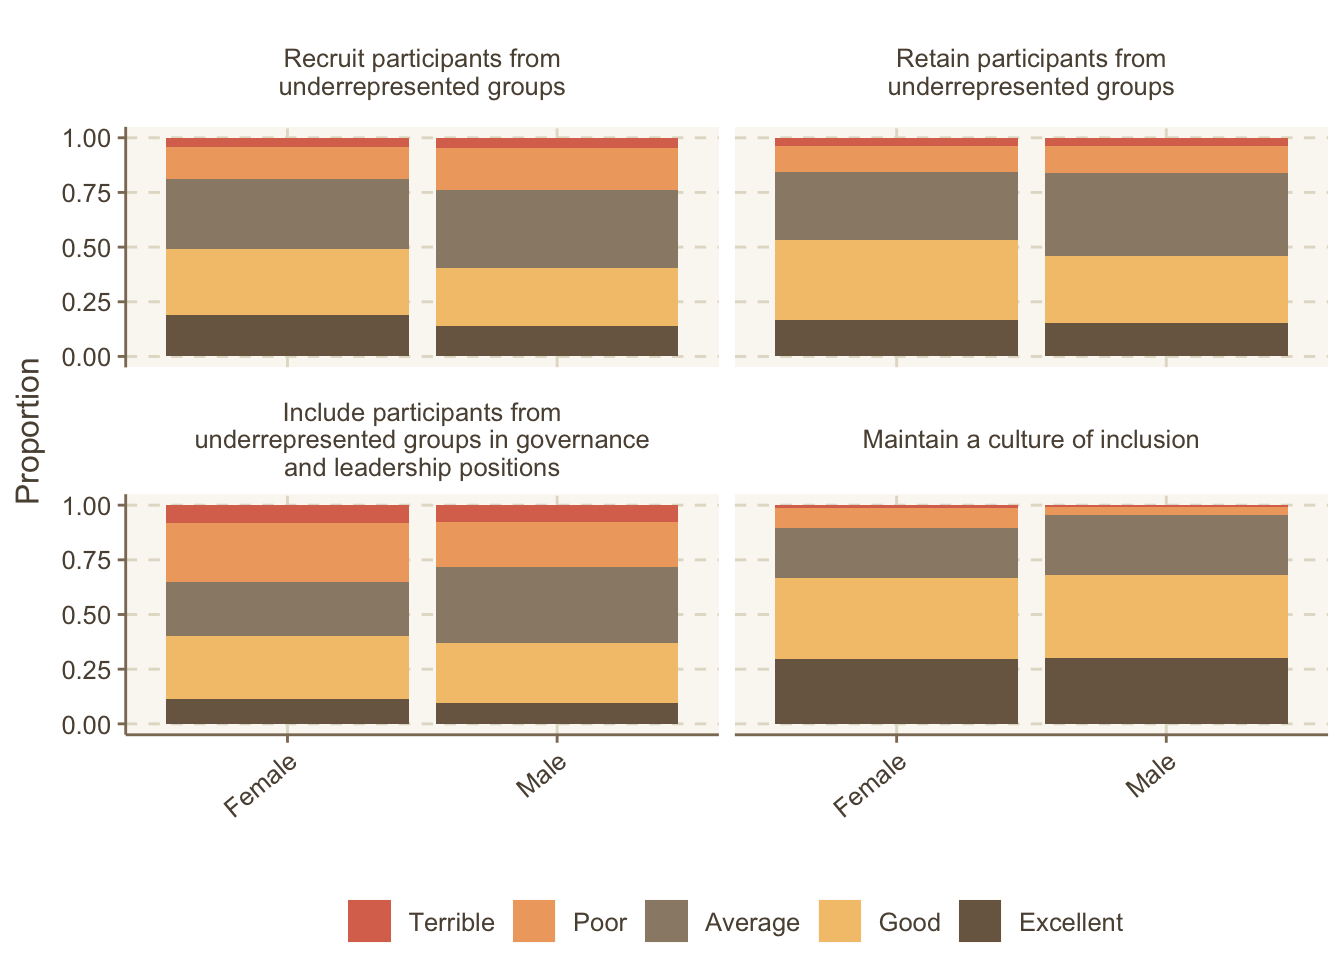 Recruit participants from
underrepresented groups
Retain participants from
underrepresented groups
1.00
0.75
0.50
0.25
0.00
Proportion
Include participants from
underrepresented groups in governance
and leadership positions
Maintain a culture of inclusion
1.00
0.75
0.50
0.25
0.00
Female
Male
Female
Male
Terrible
Poor
Average
Good
Excellent